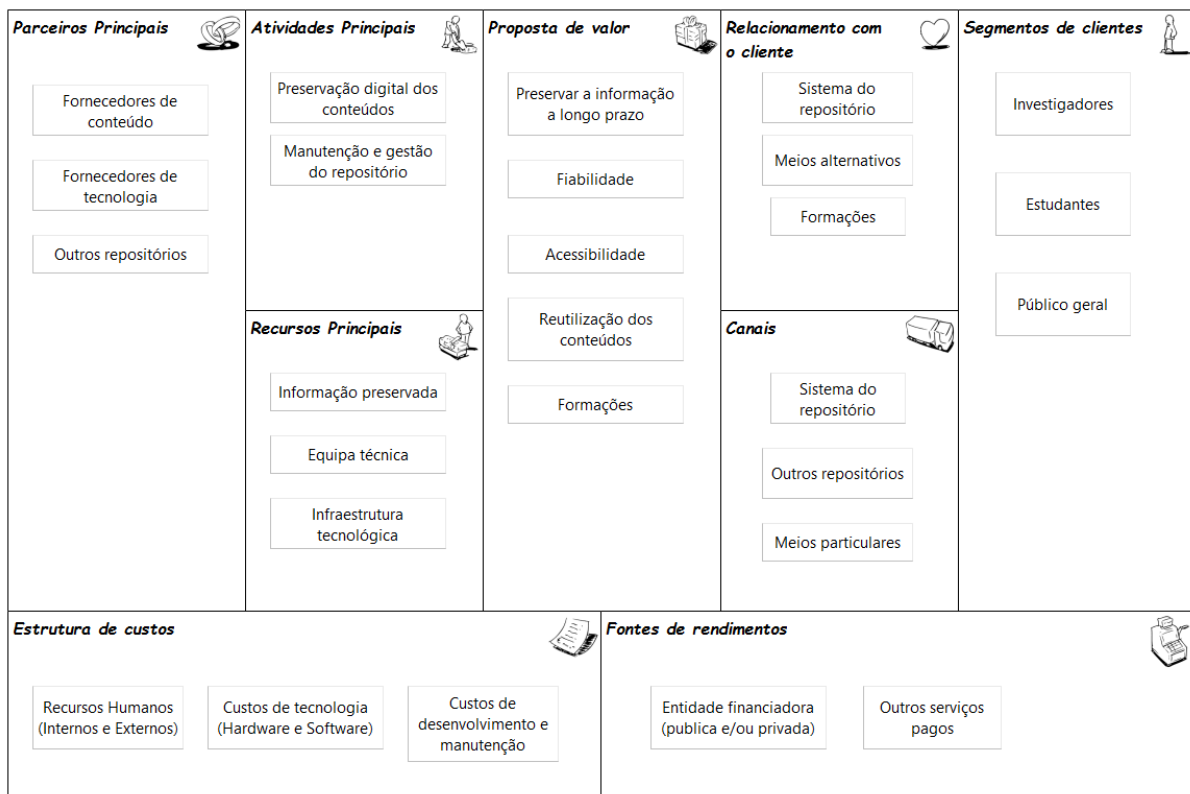 Parceiros Principais
Fornecedores de
conteúdo
Fornecedores de
tecnologia
Outros repositórios
Atividades Principais
Preservação digital dos
conteúdos
Manutenção e gestão
do repositório
Recursos Principais
Informação preservada
Equipa técnica
Infraestrutura
tecnológica
Proposta de valor
Preservar a informação
a longo prazo
Fiabilidade
Acessibilidade
Reutilização dos
conteúdos
Formações
Relacionamento com
o cliente
Sistema do
repositório
Meios alternativos
Formações
Canais
Sistema do
repositório
Outros repositórios
Meios particulares
Segmentos de clientes
Investigadores
Estudantes
Público geral
Estrutura de custos
Recursos Humanos
(Internos e Externos)
Custos de tecnologia
(Hardware e Software)
Custos de
desenvolvimento e
manutenção
Fontes de rendimentos
Entidade financiadora
(publica e/ou privada)
Outros serviços
pagos